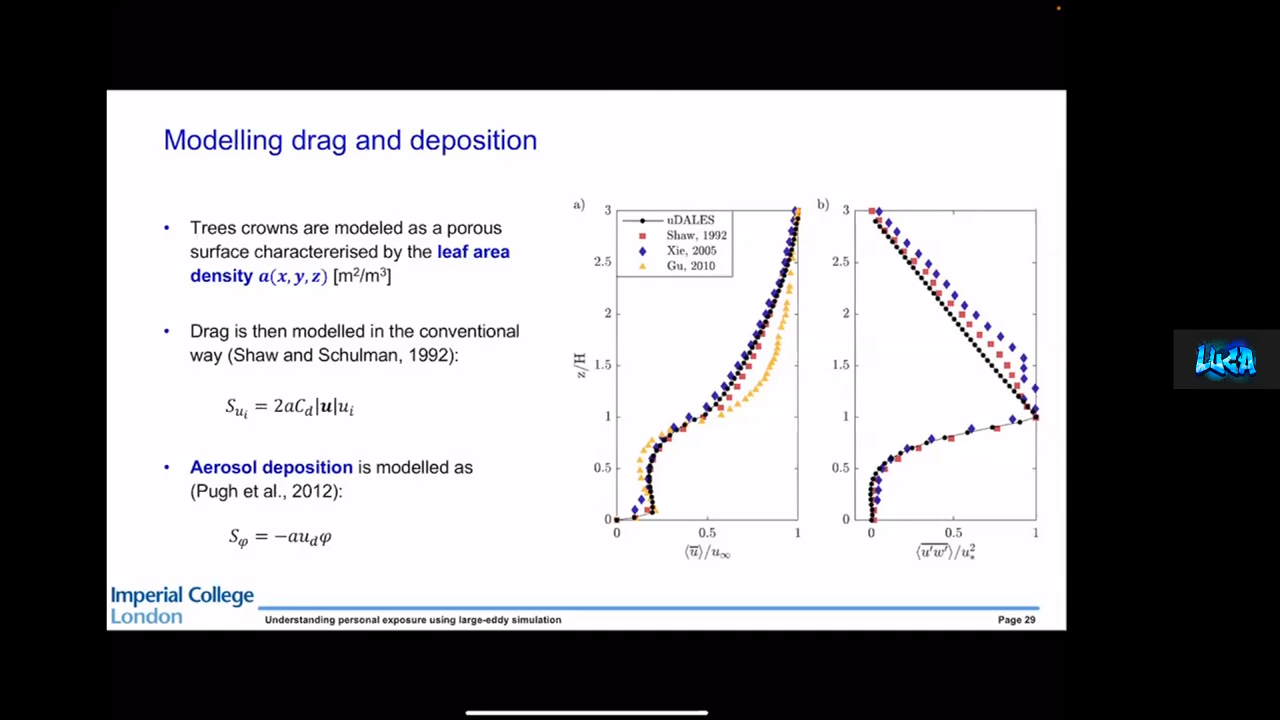 Modelling drag and deposition
• Trees crowns are modeled as a porous
surface charactererised by the leaf area
density a(x, y, z) [m²/m³]
• Drag is then modelled in the conventional
way (Shaw and Schulman, 1992):
S_{u_i} = 2aC_d|u|u_i
• Aerosol deposition is modelled as
(Pugh et al., 2012):
S_φ = −au_dφ
a)
uDALES
Shaw, 1992
Xie, 2005
Gu, 2010
3
2.5
2
1.5
1
0.5
0
z/H
0 0.5 1
⟨u̅⟩/u_∞
b)
3
2.5
2
1.5
1
0.5
0
0 0.5 1
⟨\overline{u'w'}⟩/u_*^2
Imperial College
London
Understanding personal exposure using large-eddy simulation
Page 29
LUCA